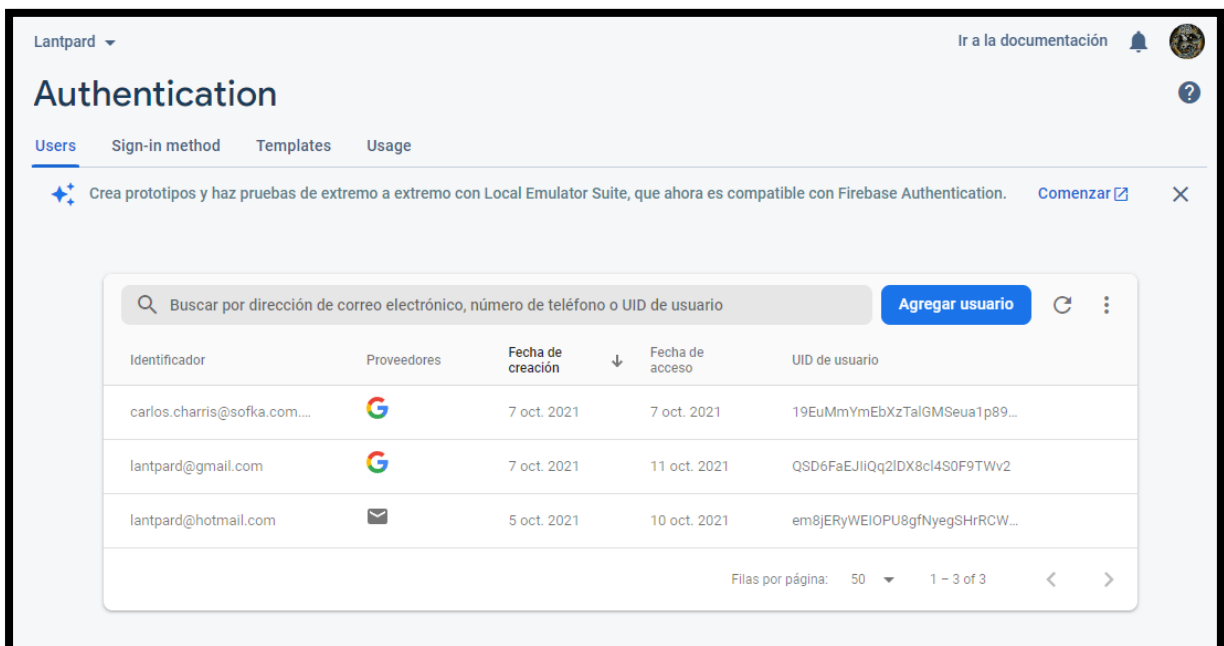 Lantpard
Ir a la documentación
Authentication
Users Sign-in method Templates Usage
Crea prototipos y haz pruebas de extremo a extremo con Local Emulator Suite, que ahora es compatible con Firebase Authentication. Comenzar
Buscar por dirección de correo electrónico, número de teléfono o UID de usuario Agregar usuario
Identificador Proveedores Fecha de creación Fecha de acceso UID de usuario
carlos.charris@sofka.com.... 7 oct. 2021 7 oct. 2021 19EuMmYmEbXzTalGMSeua1p89...
lantpard@gmail.com 7 oct. 2021 11 oct. 2021 QSD6FaEJIiQq2lDX8cl4S0F9TWv2
lantpard@hotmail.com 5 oct. 2021 10 oct. 2021 em8jERyWEIOPU8gfNyegSHrRCW...
Filas por página: 50 1 – 3 of 3